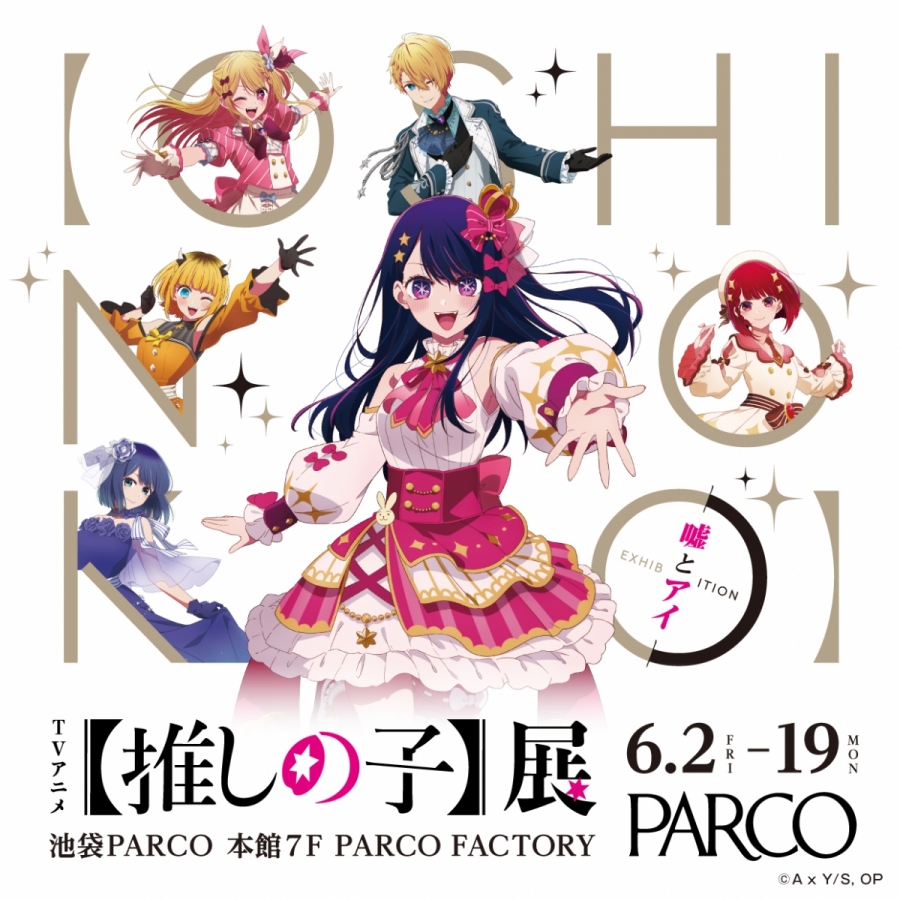 【OSHI
NO
KO】
嘘とアイ
EXHIBITION
TVアニメ
【推しの子】展
6.2 FRI – 19 MON
池袋PARCO 本館7F PARCO FACTORY
PARCO
©A x Y/S, OP